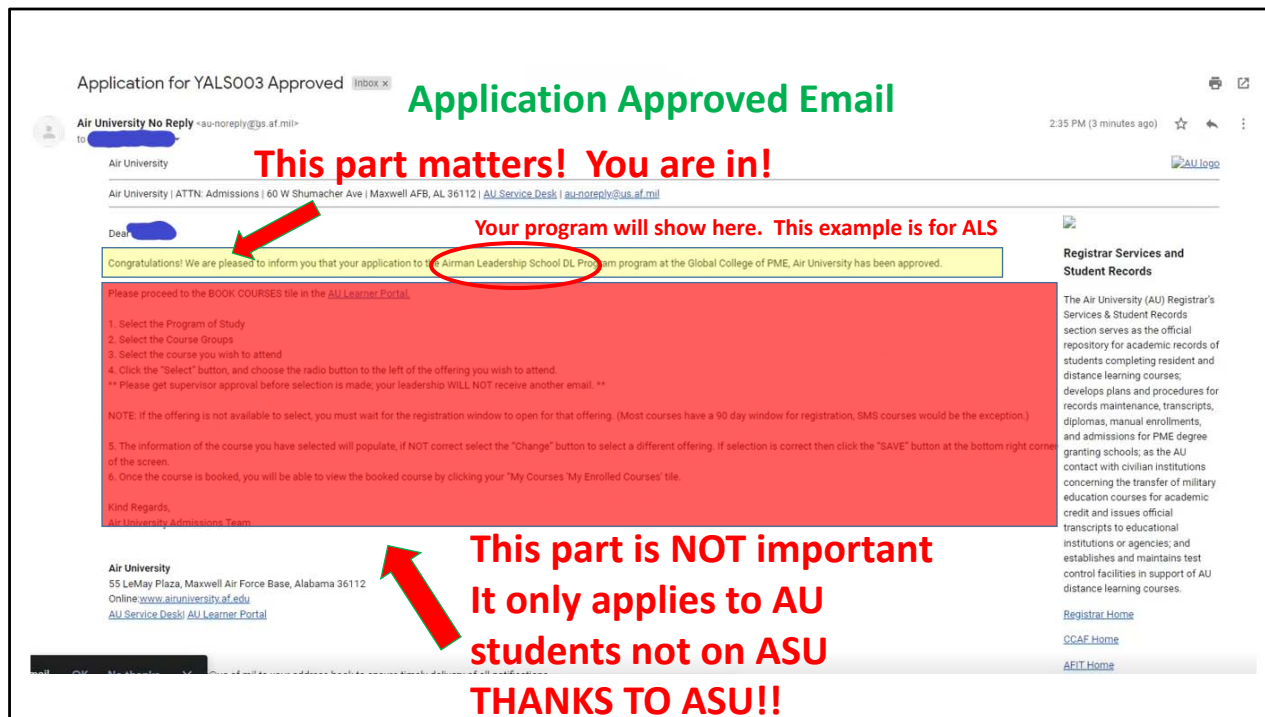 Application for YALS003 Approved Inbox x
Application Approved Email
Air University No Reply <au-noreply@us.af.mil>
2:35 PM (3 minutes ago)
to
Air University
This part matters! You are in!
AU logo
Air University | ATTN: Admissions | 60 W Shumacher Ave | Maxwell AFB, AL 36112 | AU Service Desk | au-noreply@us.af.mil
Dear
Your program will show here. This example is for ALS
Congratulations! We are pleased to inform you that your application to the Airman Leadership School DL Program program at the Global College of PME, Air University has been approved.
Please proceed to the BOOK COURSES tile in the AU Learner Portal.
1. Select the Program of Study
2. Select the Course Groups
3. Select the course you wish to attend
4. Click the "Select" button, and choose the radio button to the left of the offering you wish to attend.
** Please get supervisor approval before selection is made; your leadership WILL NOT receive another email. **
NOTE: If the offering is not available to select, you must wait for the registration window to open for that offering. (Most courses have a 90 day window for registration, SMS courses would be the exception.)
5. The information of the course you have selected will populate, if NOT correct select the "Change" button to select a different offering. If selection is correct then click the "SAVE" button at the bottom right corner
of the screen.
6. Once the course is booked, you will be able to view the booked course by clicking your "My Courses 'My Enrolled Courses' tile.
Kind Regards,
Air University Admissions Team
This part is NOT important
It only applies to AU
students not on ASU
THANKS TO ASU!!
Air University
55 LeMay Plaza, Maxwell Air Force Base, Alabama 36112
Online:www.airuniversity.af.edu
AU Service Desk| AU Learner Portal
Registrar Services and
Student Records
The Air University (AU) Registrar's
Services & Student Records
section serves as the official
repository for academic records of
students completing resident and
distance learning courses;
develops plans and procedures for
records maintenance, transcripts,
diplomas, manual enrollments,
and admissions for PME degree
granting schools; as the AU
contact with civilian institutions
concerning the transfer of military
education courses for academic
credit and issues official
transcripts to educational
institutions or agencies; and
establishes and maintains test
control facilities in support of AU
distance learning courses.
Registrar Home
CCAF Home
AFIT Home